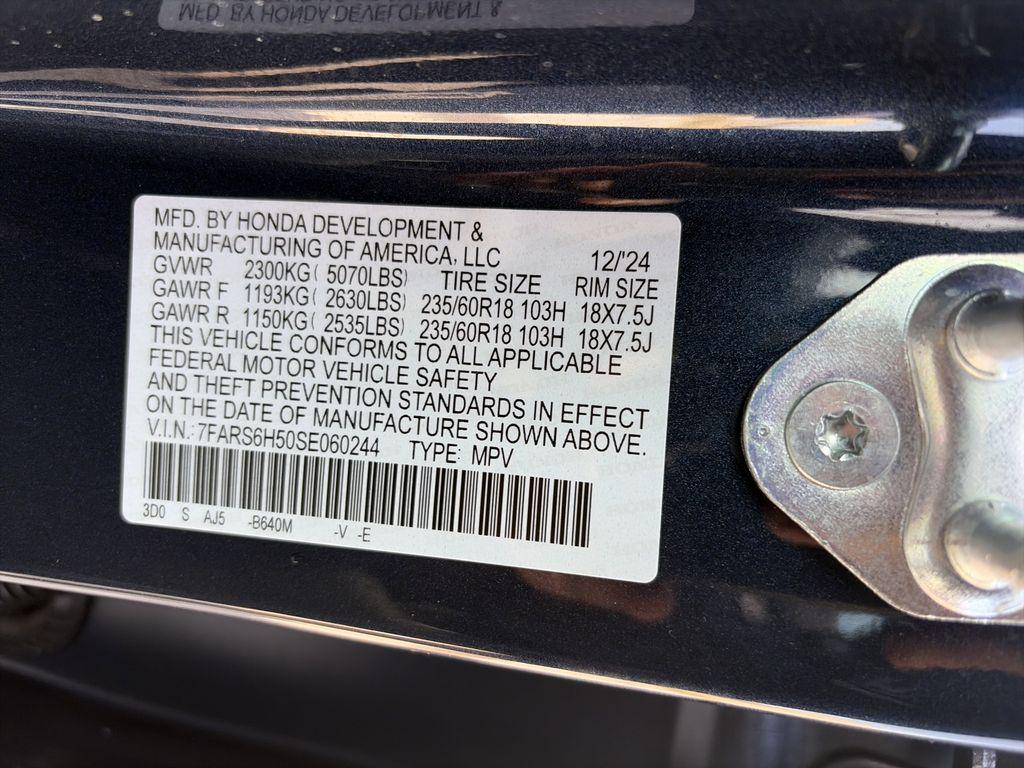 MFD. BY HONDA DEVELOPMENT &
MFD. BY HONDA DEVELOPMENT &
MANUFACTURING OF AMERICA, LLC 12/'24
GVWR 2300KG( 5070LBS) TIRE SIZE RIM SIZE
GAWR F 1193KG( 2630LBS) 235/60R18 103H 18X7.5J
GAWR R 1150KG( 2535LBS) 235/60R18 103H 18X7.5J
THIS VEHICLE CONFORMS TO ALL APPLICABLE
FEDERAL MOTOR VEHICLE SAFETY
AND THEFT PREVENTION STANDARDS IN EFFECT
ON THE DATE OF MANUFACTURE SHOWN ABOVE.
V.I.N.: 7FARS6H50SE060244 TYPE: MPV
3D0 S AJ5 -B640M -V -E